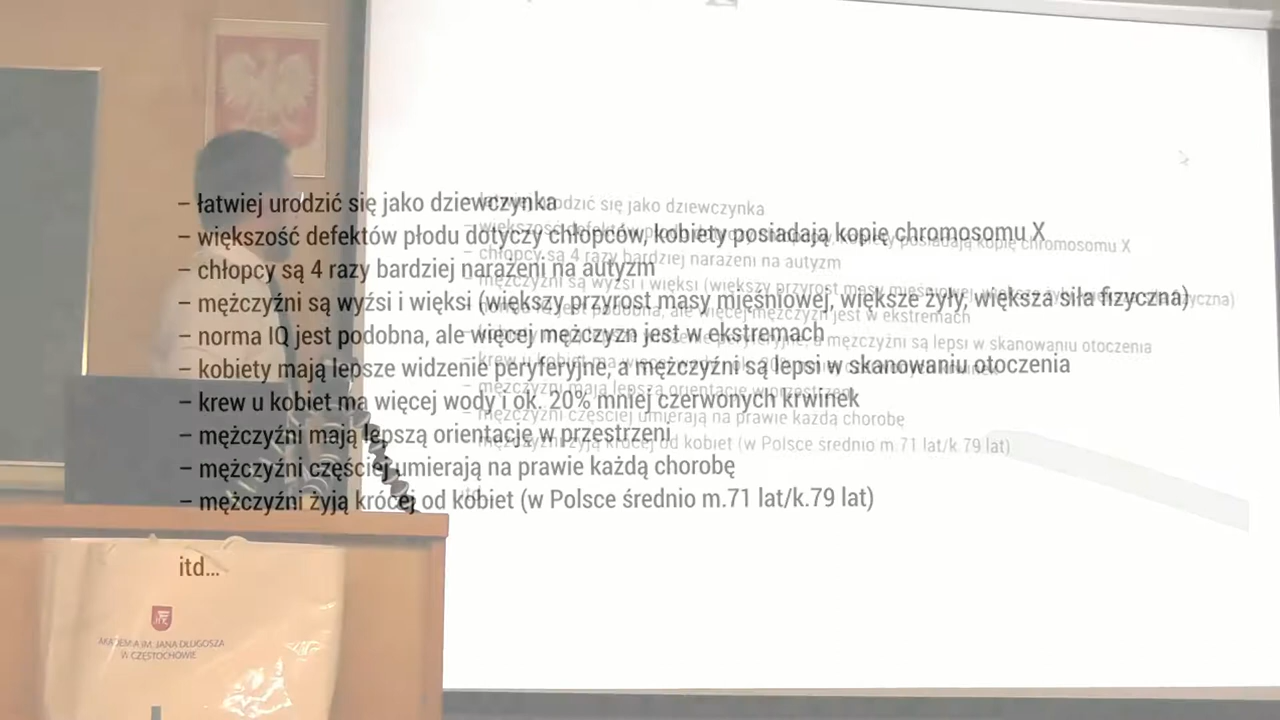 – łatwiej urodzić się jako dziewczynka
– większość defektów płodu dotyczy chłopców, kobiety posiadają kopię chromosomu X
– chłopcy są 4 razy bardziej narażeni na autyzm
– mężczyźni są wyżsi i więksi (większy przyrost masy mięśniowej, większe żyły, większa siła fizyczna)
– norma IQ jest podobna, ale więcej mężczyzn jest w ekstremach
– kobiety mają lepsze widzenie peryferyjne, a mężczyźni są lepsi w skanowaniu otoczenia
– krew u kobiet ma więcej wody i ok. 20% mniej czerwonych krwinek
– mężczyźni mają lepszą orientację w przestrzeni
– mężczyźni częściej umierają na prawie każdą chorobę
– mężczyźni żyją krócej od kobiet (w Polsce średnio m.71 lat/k.79 lat)
itd...
AKADEMIA IM. JANA DŁUGOSZA
W CZĘSTOCHOWIE